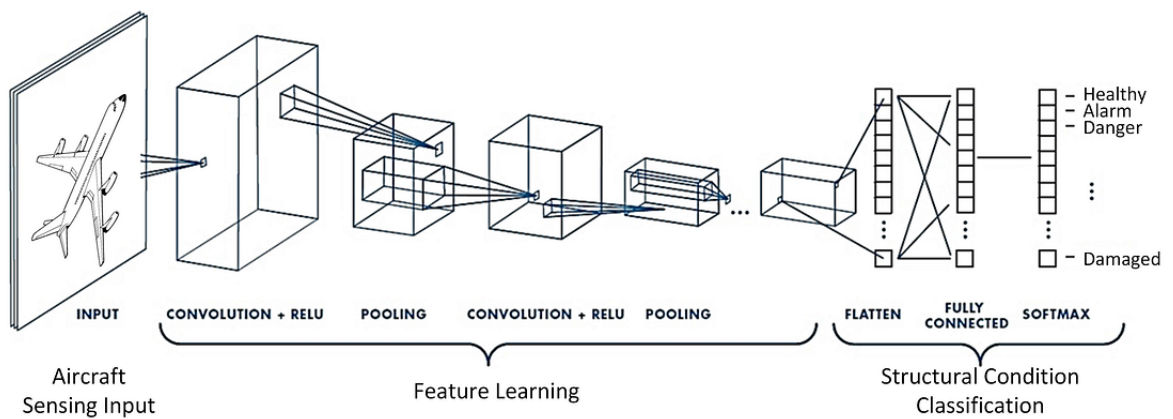 Healthy
Alarm
Danger
Damaged
INPUT
CONVOLUTION + RELU
POOLING
CONVOLUTION + RELU
POOLING
FLATTEN
FULLY
CONNECTED
SOFTMAX
Aircraft
Sensing Input
Feature Learning
Structural Condition
Classification